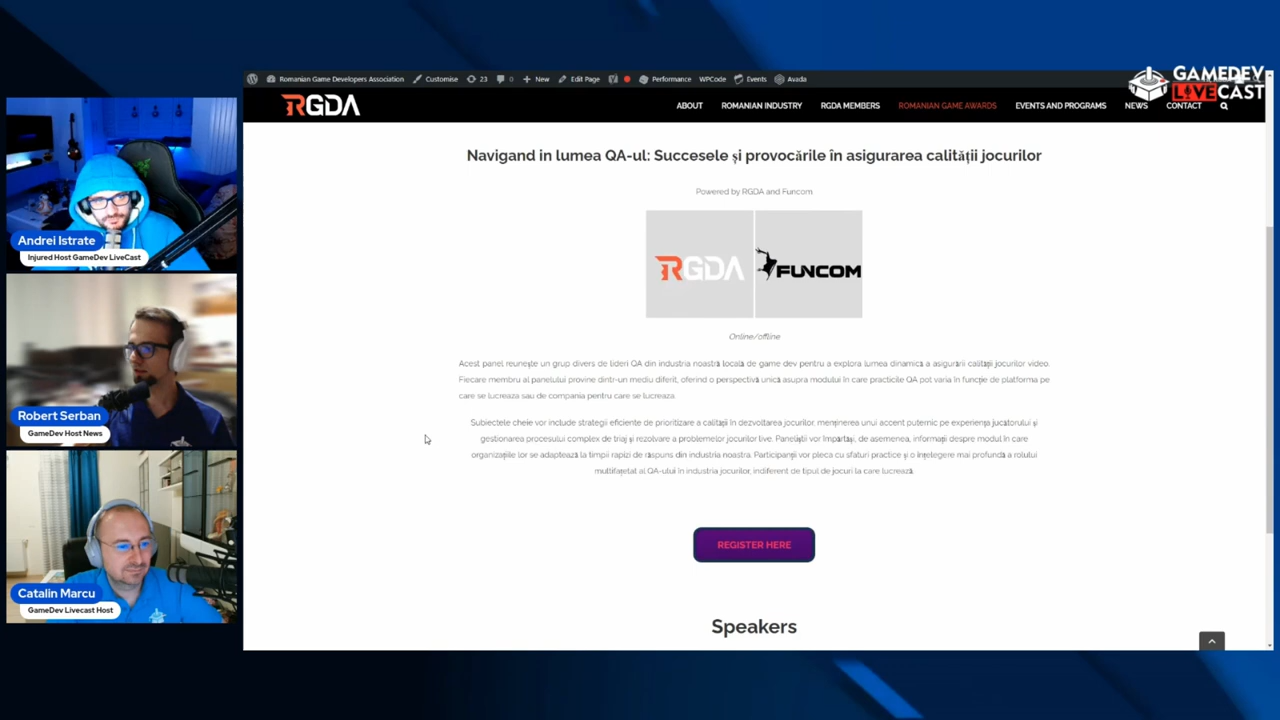 GAMEDEV
LIVECAST
Romanian Game Developers Association
Customise
23
0
New
Edit Page
Performance
WPCode
Events
Avada
RGDA
ABOUT
ROMANIAN INDUSTRY
RGDA MEMBERS
ROMANIAN GAME AWARDS
EVENTS AND PROGRAMS
NEWS
CONTACT
Navigand in lumea QA-ul: Succesele și provocările în asigurarea calității jocurilor
Powered by RGDA and Funcom
RGDA
FUNCOM
Online/offline
Acest panel reunește un grup divers de lideri QA din industria noastră locală de game dev pentru a explora lumea dinamică a asigurării calității jocurilor video.
Fiecare membru al panelului provine dintr-un mediu diferit, oferind o perspectivă unică asupra modului în care practicile QA pot varia în funcție de platforma pe
care se lucreaza sau de compania pentru care se lucreaza.
Subiectele cheie vor include strategii eficiente de prioritizare a calității în dezvoltarea jocurilor, menținerea unui accent puternic pe experiența jucătorului și
gestionarea procesului complex de triaj și rezolvare a problemelor jocurilor live. Paneliștii vor împărtăși, de asemenea, informații despre modul în care
organizațiile lor se adaptează la timpii rapizi de răspuns din industria noastră. Participanții vor pleca cu sfaturi practice și o înțelegere mai profundă a rolului
multifațetat al QA-ului în industria jocurilor, indiferent de tipul de jocuri la care lucrează.
REGISTER HERE
Speakers
Andrei Istrate
Injured Host GameDev LiveCast
Robert Serban
GameDev Host News
Catalin Marcu
GameDev Livecast Host